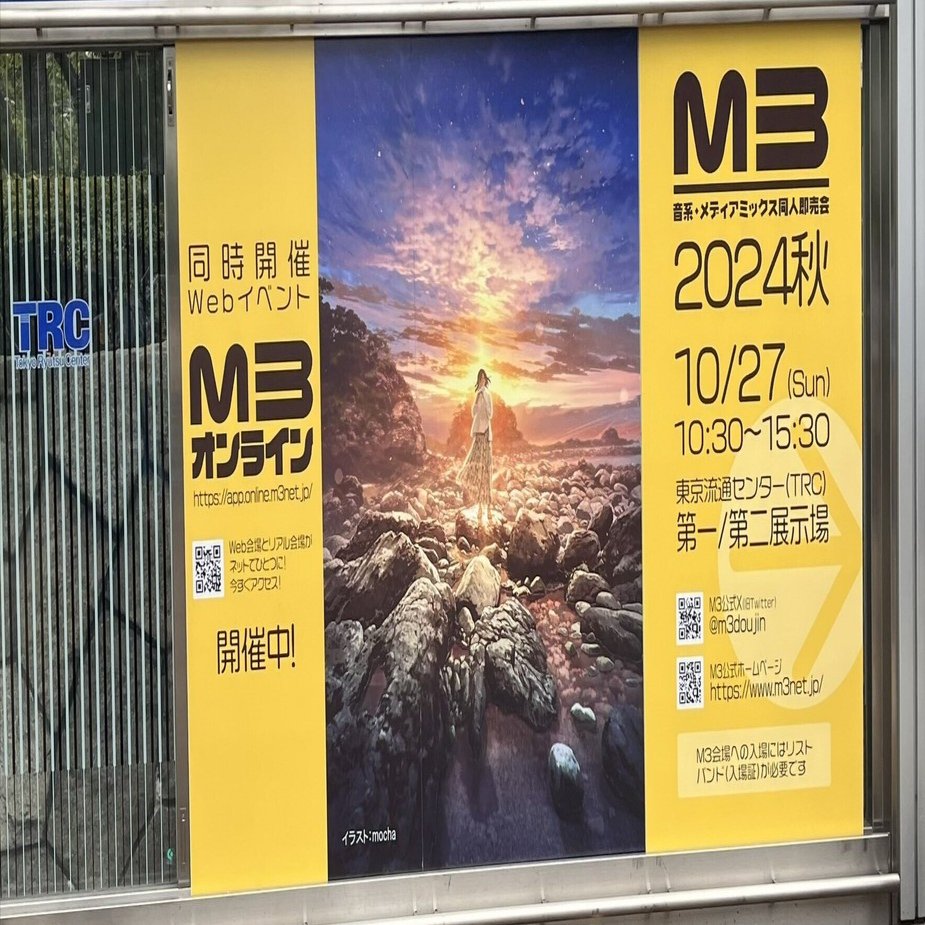 TRC
Tokyo Ryutsu Center
同時開催
Webイベント
M3
オンライン
https://app.online.m3net.jp/
Web会場とリアル会場が
ネットでひとつに!
今すぐアクセス!
開催中!
イラスト:mocha
M3
音系・メディアミックス同人即売会
2024秋
10/27(Sun)
10:30~15:30
東京流通センター(TRC)
第一/第二展示場
M3公式X(旧Twitter)
@m3doujin
M3公式ホームページ
https://www.m3net.jp/
M3会場への入場にはリスト
バンド(入場証)が必要です